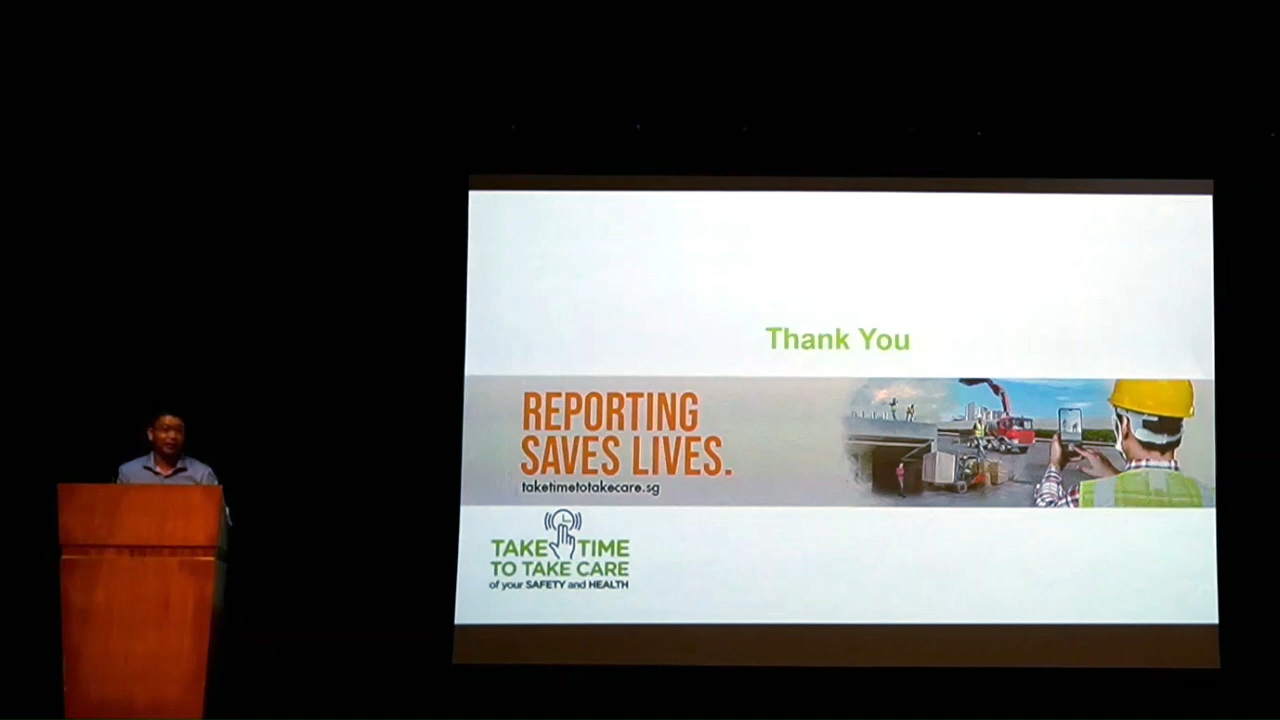 Thank You
REPORTING
SAVES LIVES.
taketimetotakecare.sg
TAKE TIME
TO TAKE CARE
of your SAFETY and HEALTH